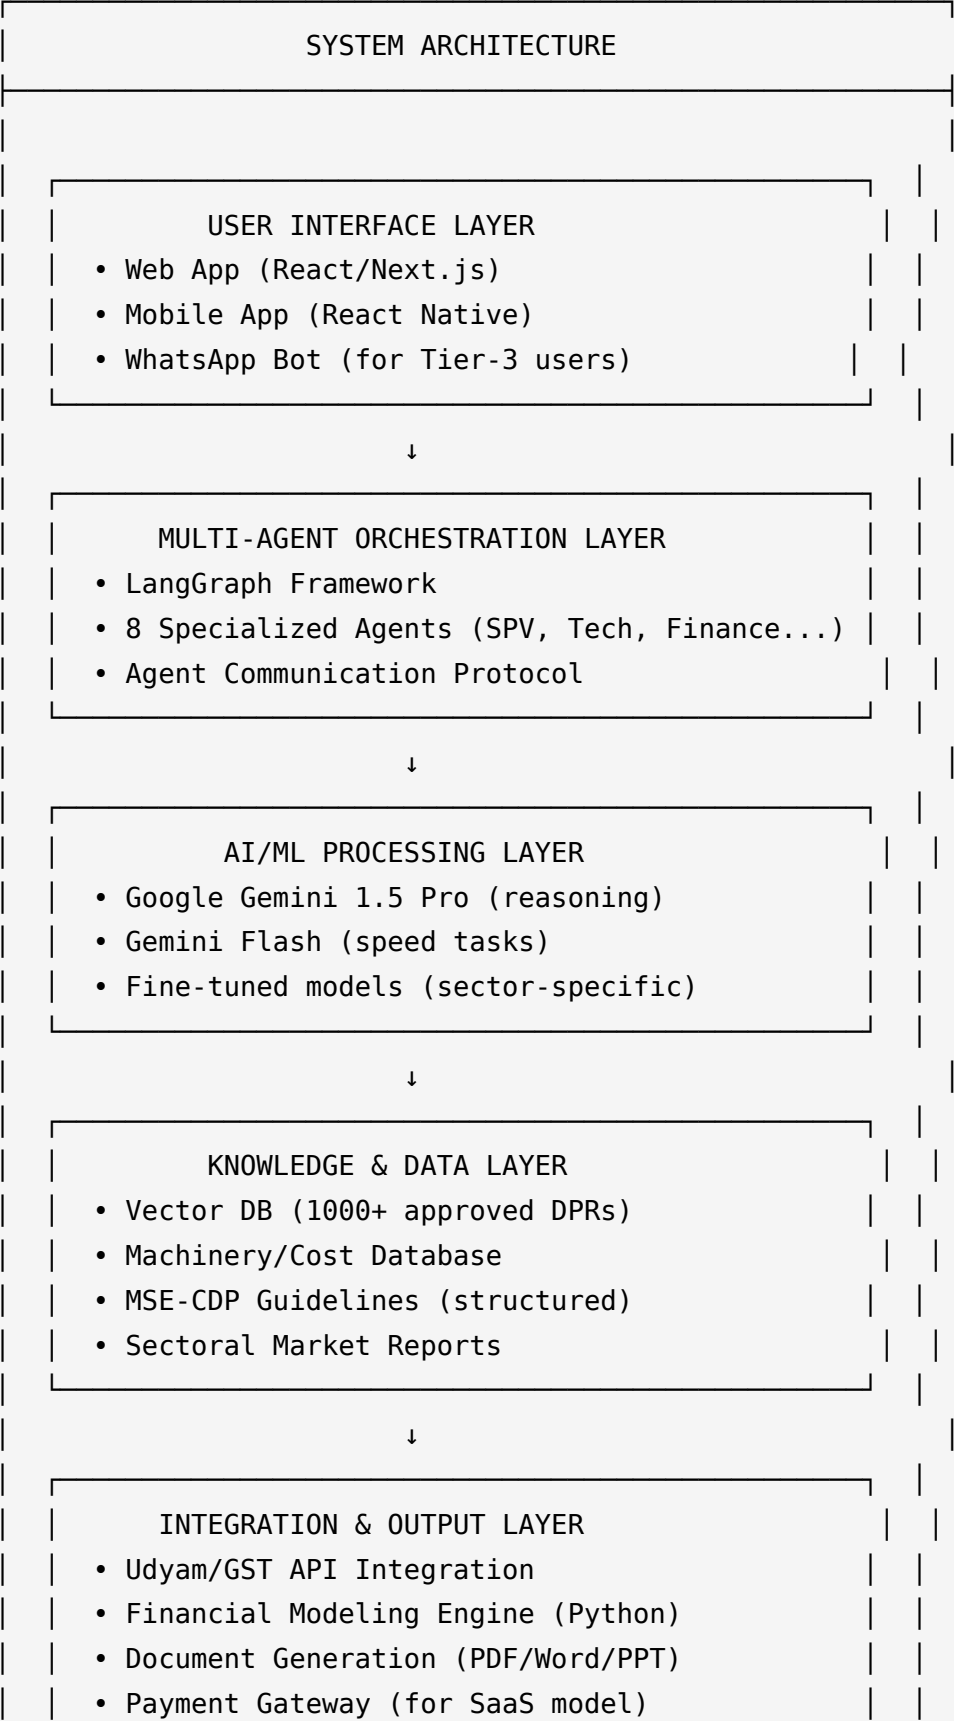 SYSTEM ARCHITECTURE
USER INTERFACE LAYER
• Web App (React/Next.js)
• Mobile App (React Native)
• WhatsApp Bot (for Tier-3 users)
↓
MULTI-AGENT ORCHESTRATION LAYER
• LangGraph Framework
• 8 Specialized Agents (SPV, Tech, Finance...)
• Agent Communication Protocol
↓
AI/ML PROCESSING LAYER
• Google Gemini 1.5 Pro (reasoning)
• Gemini Flash (speed tasks)
• Fine-tuned models (sector-specific)
↓
KNOWLEDGE & DATA LAYER
• Vector DB (1000+ approved DPRs)
• Machinery/Cost Database
• MSE-CDP Guidelines (structured)
• Sectoral Market Reports
↓
INTEGRATION & OUTPUT LAYER
• Udyam/GST API Integration
• Financial Modeling Engine (Python)
• Document Generation (PDF/Word/PPT)
• Payment Gateway (for SaaS model)